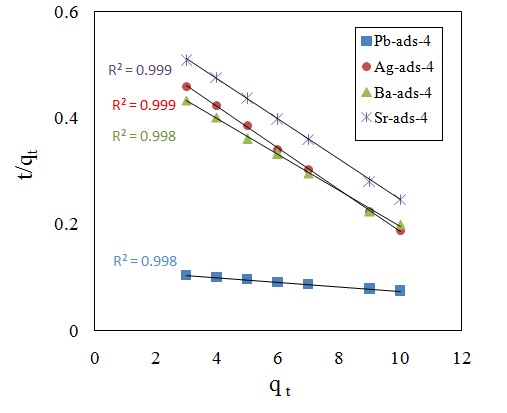 0.6
0.4
0.2
0
0
2
4
6
8
10
12
t/qt
q t
R² = 0.999
R² = 0.999
R² = 0.998
R² = 0.998
Pb-ads-4
Ag-ads-4
Ba-ads-4
Sr-ads-4